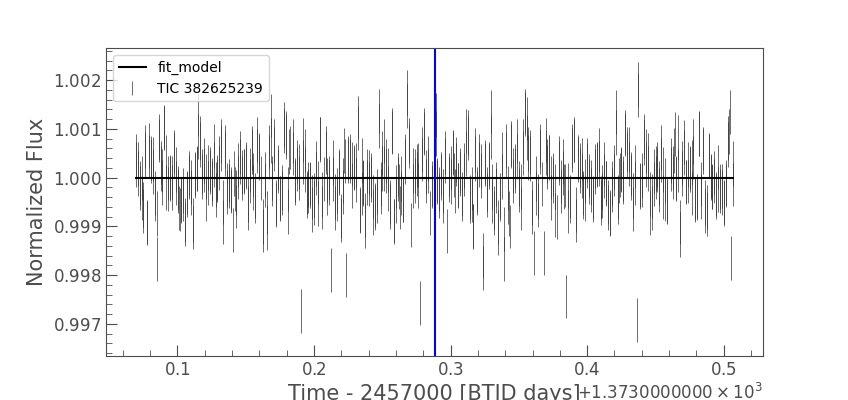 fit_model
TIC 382625239
1.002
1.001
1.000
0.999
0.998
0.997
Normalized Flux
0.1 0.2 0.3 0.4 0.5
Time - 2457000 [BTJD days]
+1.3730000000 × 10³